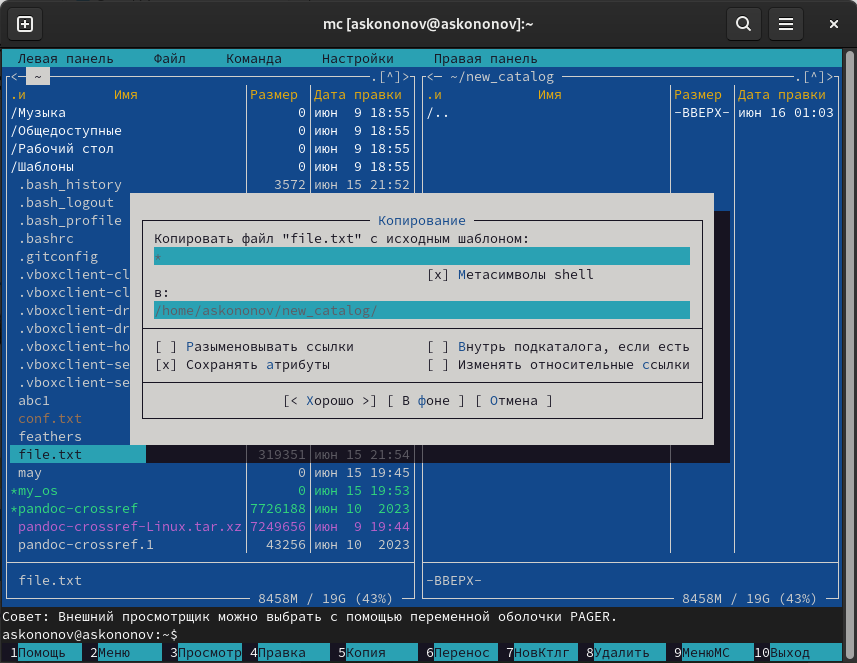 mc [askononov@askononov]:~
Левая панель Файл Команда Настройки Правая панель
<─ ~ .[^]> <─ ~/new_catalog .[^]>
.и Имя Размер Дата правки .и Имя Размер Дата правки
/Музыка 0 июн 9 18:55 /.. -ВВЕРХ- июн 16 01:03
/Общедоступные 0 июн 9 18:55
/Рабочий стол 0 июн 9 18:55
/Шаблоны 0 июн 9 18:55
.bash_history 3572 июн 15 21:52
.bash_logout
.bash_profile
.bashrc
.gitconfig
.vboxclient-cl
.vboxclient-cl
.vboxclient-dr
.vboxclient-dr
.vboxclient-ho
.vboxclient-se
.vboxclient-se
abc1
conf.txt
feathers
Копирование
Копировать файл "file.txt" с исходным шаблоном:
*
[x] Метасимволы shell
в:
/home/askononov/new_catalog/
[ ] Разыменовывать ссылки [ ] Внутрь подкаталога, если есть
[x] Сохранять атрибуты [ ] Изменять относительные ссылки
[< Хорошо >] [ В фоне ] [ Отмена ]
file.txt 319351 июн 15 21:54
may 0 июн 15 19:45
*my_os 0 июн 15 19:53
*pandoc-crossref 7726188 июн 10 2023
pandoc-crossref-Linux.tar.xz 7249656 июн 9 19:44
pandoc-crossref.1 43256 июн 10 2023
file.txt -ВВЕРХ-
8458M / 19G (43%) 8458M / 19G (43%)
Совет: Внешний просмотрщик можно выбрать с помощью переменной оболочки PAGER.
askononov@askononov:~$
1Помощь 2Меню 3Просмотр 4Правка 5Копия 6Перенос 7НовКтлг 8Удалить 9МенюMC 10Выход